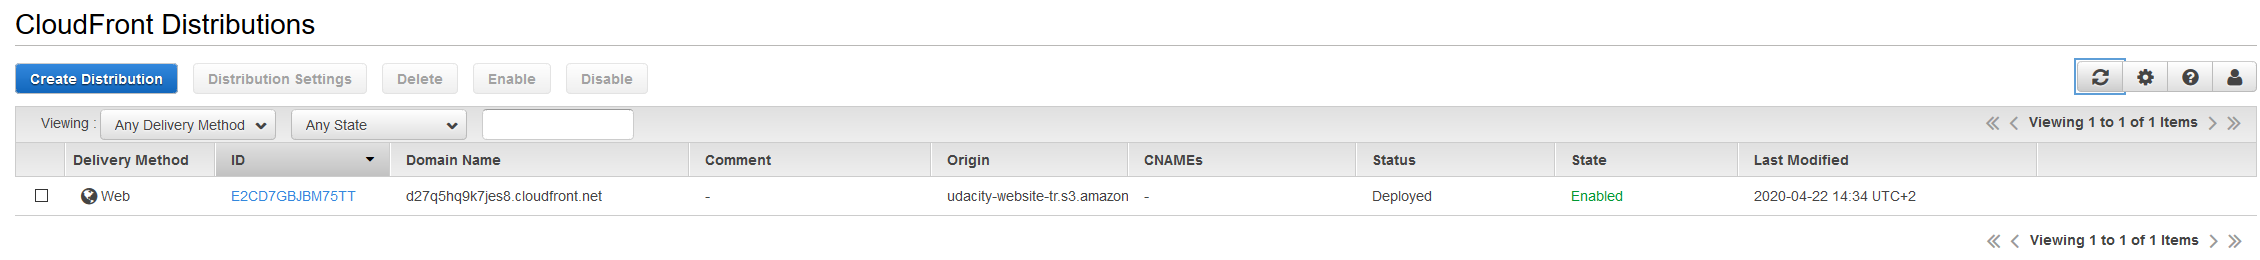 CloudFront Distributions
Create Distribution Distribution Settings Delete Enable Disable
Viewing : Any Delivery Method Any State Viewing 1 to 1 of 1 Items
Delivery Method ID Domain Name Comment Origin CNAMEs Status State Last Modified
Web E2CD7GBJBM75TT d27q5hq9k7jes8.cloudfront.net - udacity-website-tr.s3.amazon - Deployed Enabled 2020-04-22 14:34 UTC+2
Viewing 1 to 1 of 1 Items